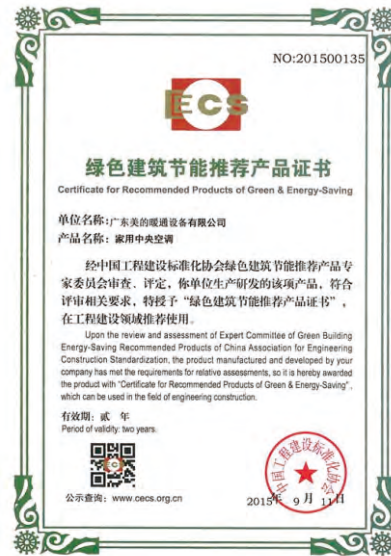 NO:201500135
CECS
绿色建筑节能推荐产品证书
Certificate for Recommended Products of Green & Energy-Saving
单位名称:广东美的暖通设备有限公司
产品名称: 家用中央空调
经中国工程建设标准化协会绿色建筑节能推荐产品专
家委员会审查、评定,你单位生产研发的该项产品,符合
评审相关要求,特授予“绿色建筑节能推荐产品证书”,
在工程建设领域推荐使用。
Upon the review and assessment of Expert Committee of Green Building
Energy-Saving Recommended Products of China Association for Engineering
Construction Standardization, the product manufactured and developed by your
company has met the requirements for relative assessments, so it is hereby awarded
the product with “Certificate for Recommended Products of Green & Energy-Saving”,
which can be used in the field of engineering construction.
有效期:贰 年
Period of validity: two years
公示查询:www.cecs.org.cn
中国工程建设标准化协会
2015年 9 月 11日